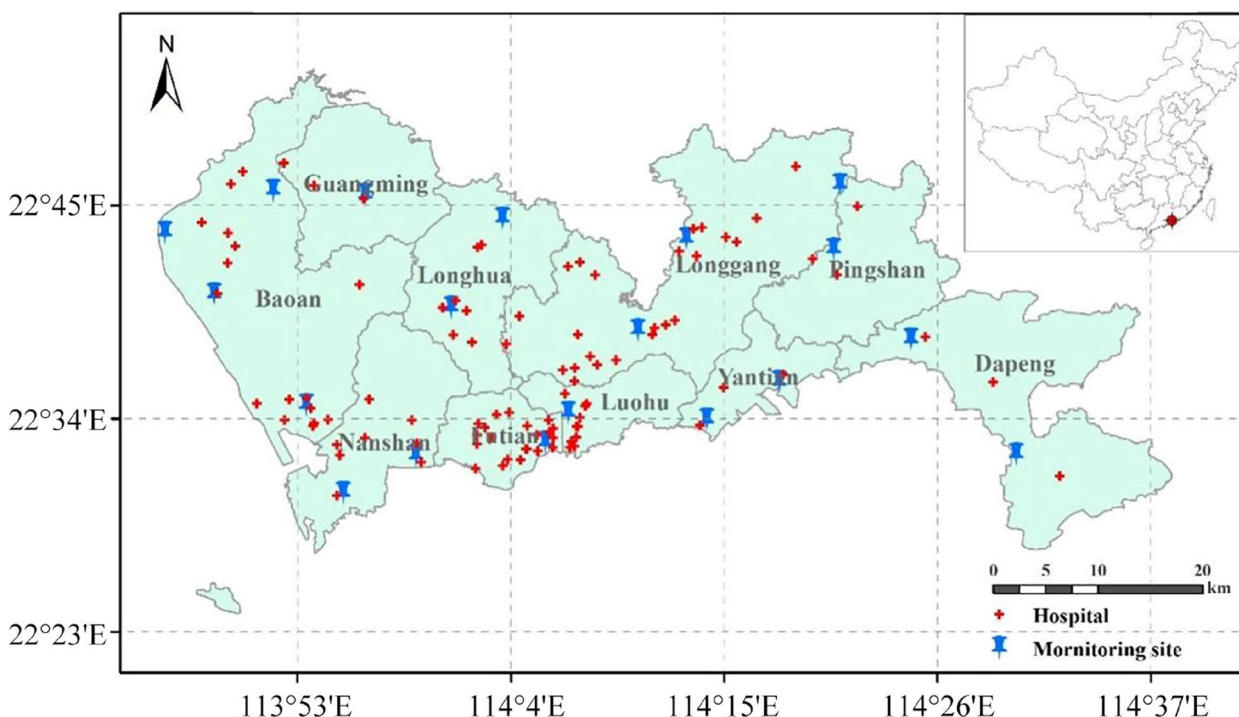 N
Guangming
22°45'E
Longgang
Pingshan
Longhua
Baoan
Dapeng
Yantian
Luohu
22°34'E
Nanshan
Futian
0 5 10 20
km
Hospital
22°23'E
Mornitoring site
113°53'E 114°4'E 114°15'E 114°26'E 114°37'E